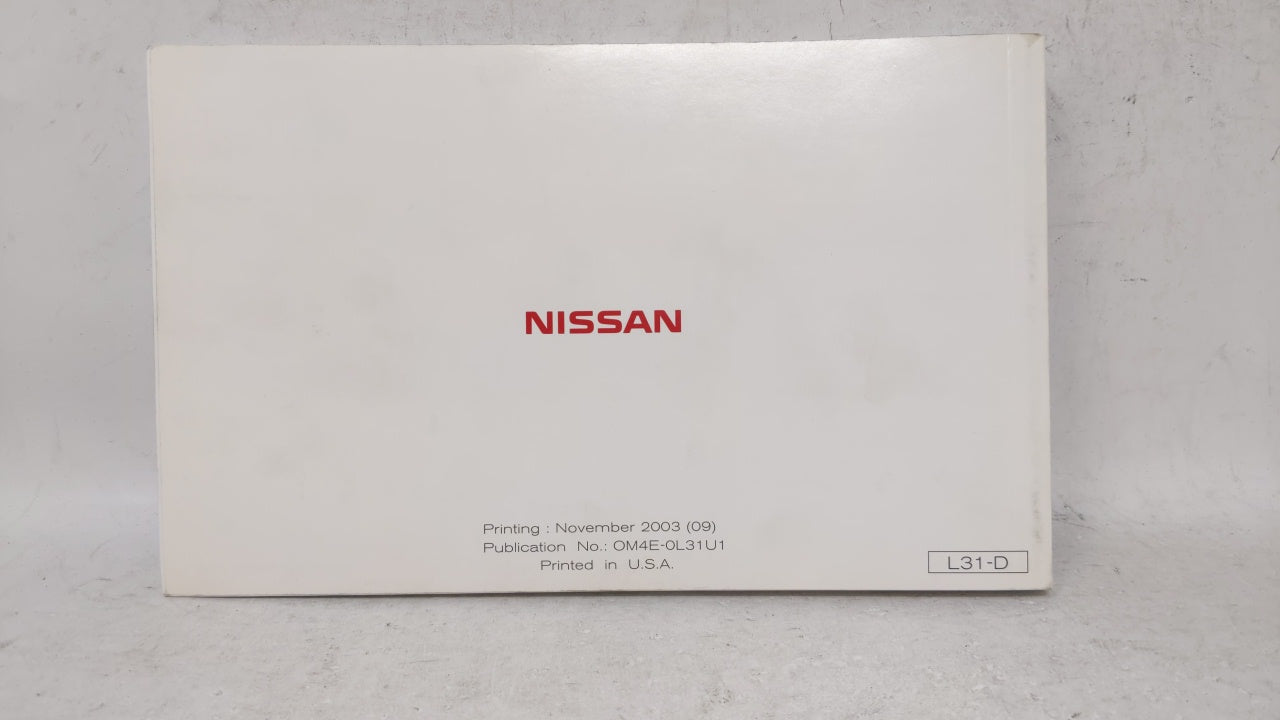 NISSAN
Printing : November 2003 (09)
Publication No.: OM4E-0L31U1
Printed in U.S.A.
L31-D